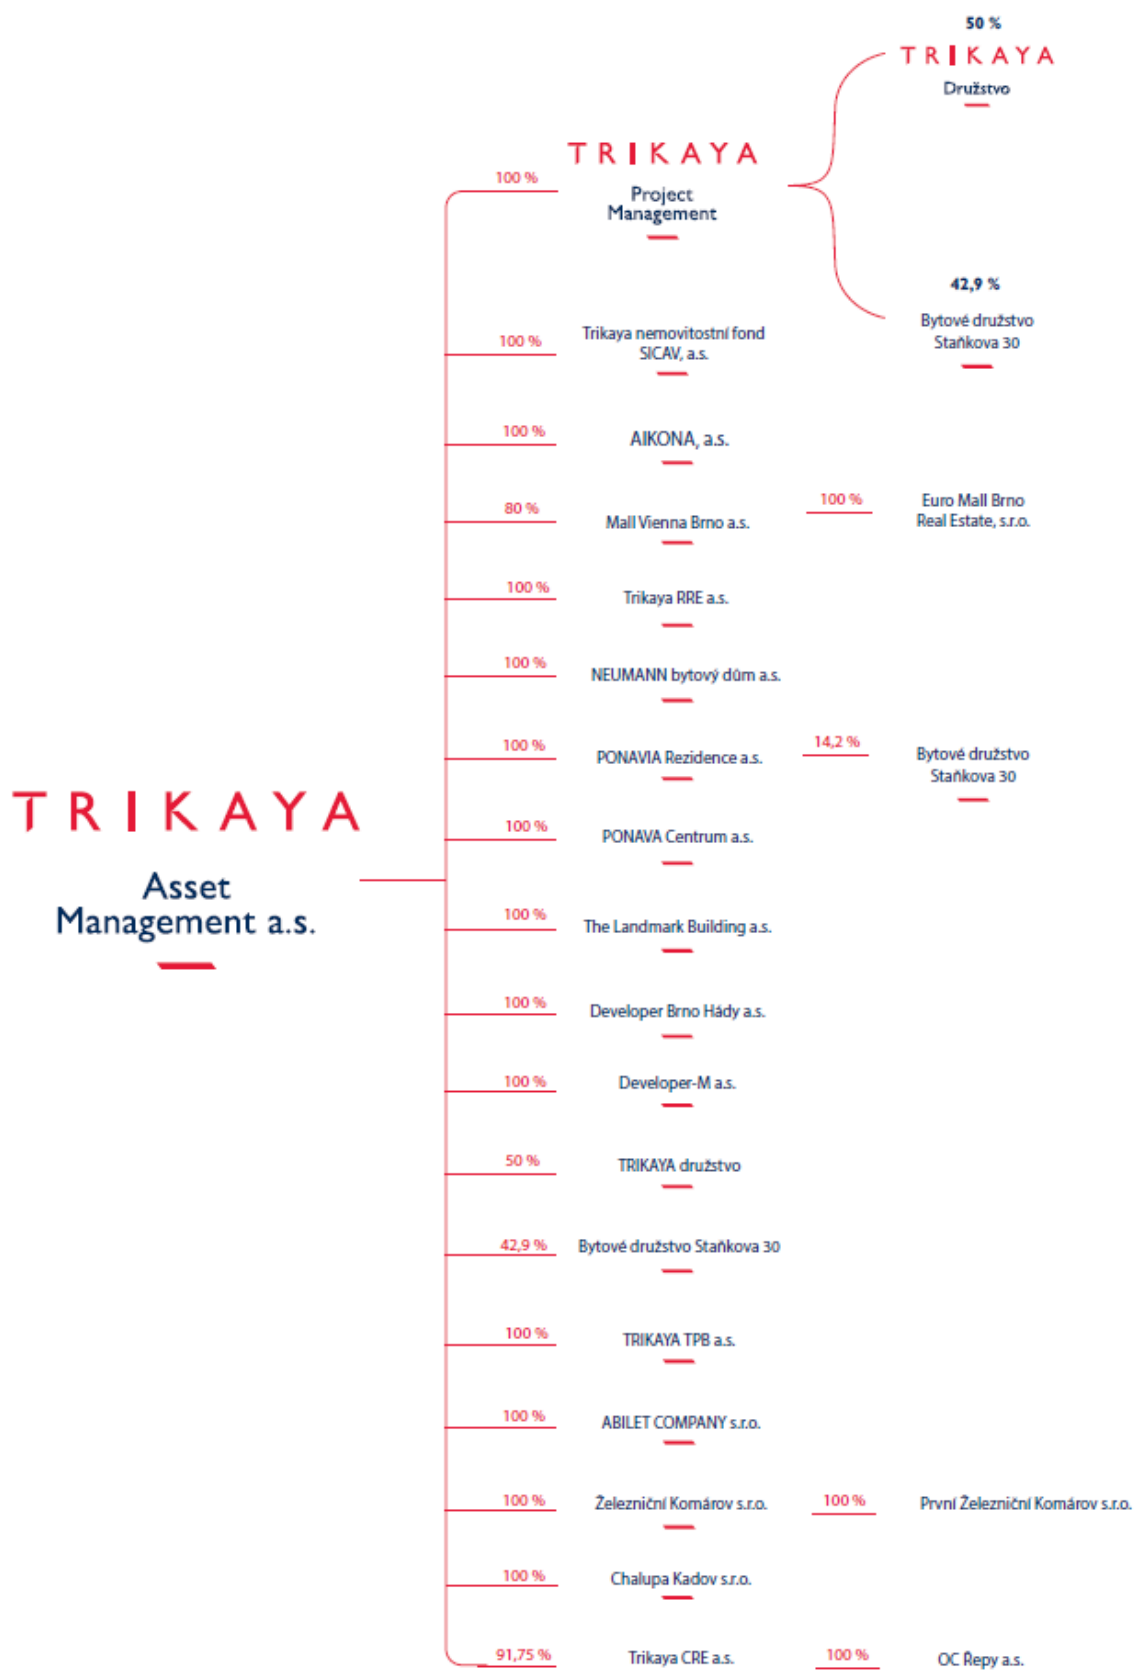 50 %
TRIKAYA
Družstvo
TRIKAYA
100 %
Project
Management
42,9 %
Bytové družstvo
Staňkova 30
100 %
Trikaya nemovitostní fond
SICAV, a.s.
100 %
AIKONA, a.s.
80 %
Mall Vienna Brno a.s.
100 %
Euro Mall Brno
Real Estate, s.r.o.
100 %
Trikaya RRE a.s.
100 %
NEUMANN bytový dům a.s.
100 %
PONAVIA Rezidence a.s.
14,2 %
Bytové družstvo
Staňkova 30
TRIKAYA
Asset
Management a.s.
100 %
PONAVA Centrum a.s.
100 %
The Landmark Building a.s.
100 %
Developer Brno Hády a.s.
100 %
Developer-M a.s.
50 %
TRIKAYA družstvo
42,9 %
Bytové družstvo Staňkova 30
100 %
TRIKAYA TPB a.s.
100 %
ABILET COMPANY s.r.o.
100 %
Železniční Komárov s.r.o.
100 %
První Železniční Komárov s.r.o.
100 %
Chalupa Kadov s.r.o.
91,75 %
Trikaya CRE a.s.
100 %
OC Řepy a.s.